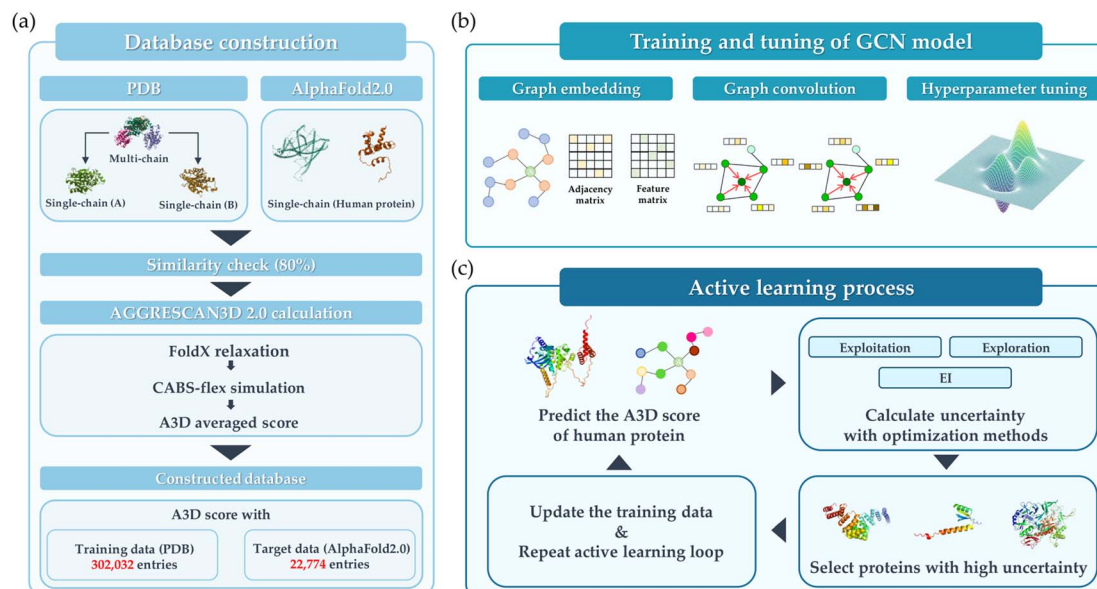 (a)
Database construction
PDB
AlphaFold2.0
Multi-chain
Single-chain (A)
Single-chain (B)
Single-chain (Human protein)
Similarity check (80%)
AGGRESCAN3D 2.0 calculation
FoldX relaxation
CABS-flex simulation
A3D averaged score
Constructed database
A3D score with
Training data (PDB)
302,032 entries
Target data (AlphaFold2.0)
22,774 entries
(b)
Training and tuning of GCN model
Graph embedding
Graph convolution
Hyperparameter tuning
Adjacency
matrix
Feature
matrix
(c)
Active learning process
Predict the A3D score
of human protein
Exploitation
Exploration
EI
Calculate uncertainty
with optimization methods
Select proteins with high uncertainty
Update the training data
&
Repeat active learning loop